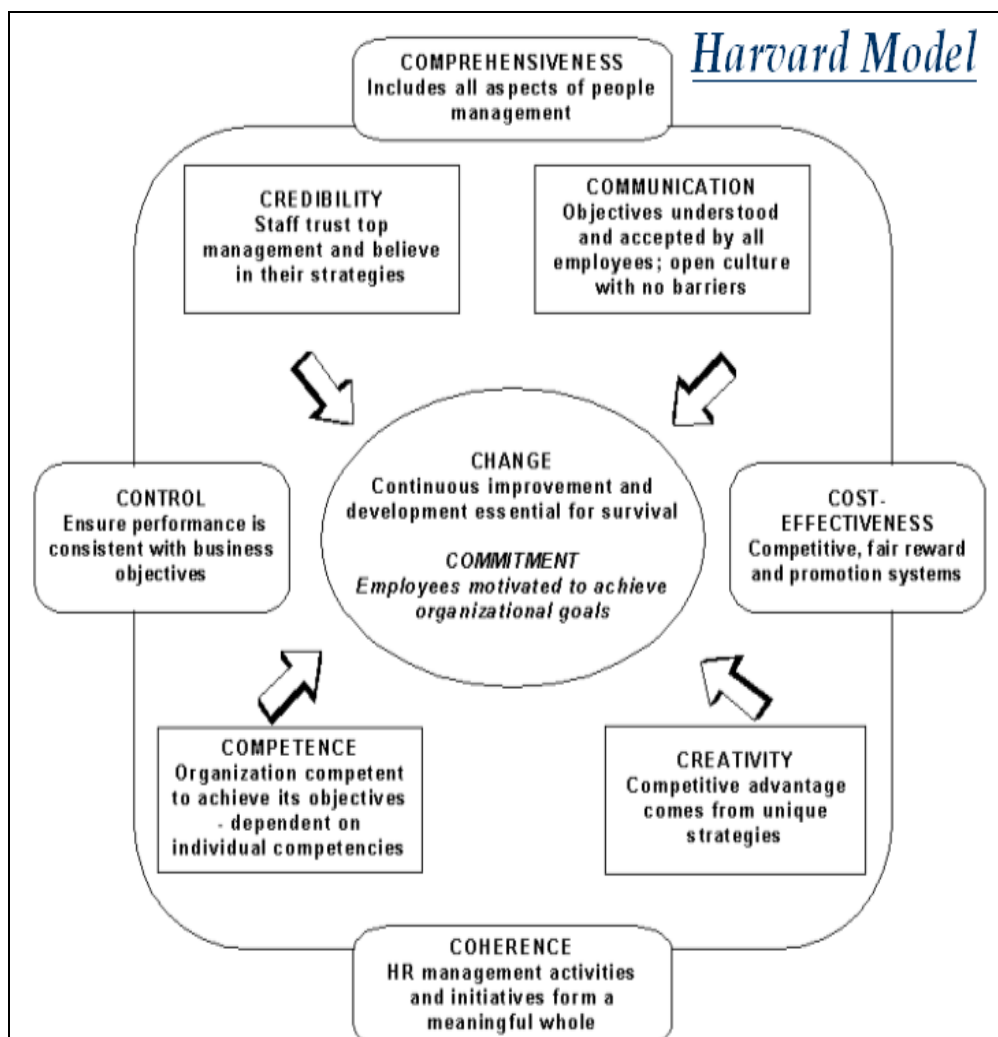 Harvard Model
COMPREHENSIVENESS
Includes all aspects of people
management
CREDIBILITY
Staff trust top
management and believe
in their strategies
COMMUNICATION
Objectives understood
and accepted by all
employees; open culture
with no barriers
CHANGE
Continuous improvement and
development essential for survival
COMMITMENT
Employees motivated to achieve
organizational goals
CONTROL
Ensure performance is
consistent with business
objectives
COST-
EFFECTIVENESS
Competitive, fair reward
and promotion systems
COMPETENCE
Organization competent
to achieve its objectives
- dependent on
individual competencies
CREATIVITY
Competitive advantage
comes from unique
strategies
COHERENCE
HR management activities
and initiatives form a
meaningful whole